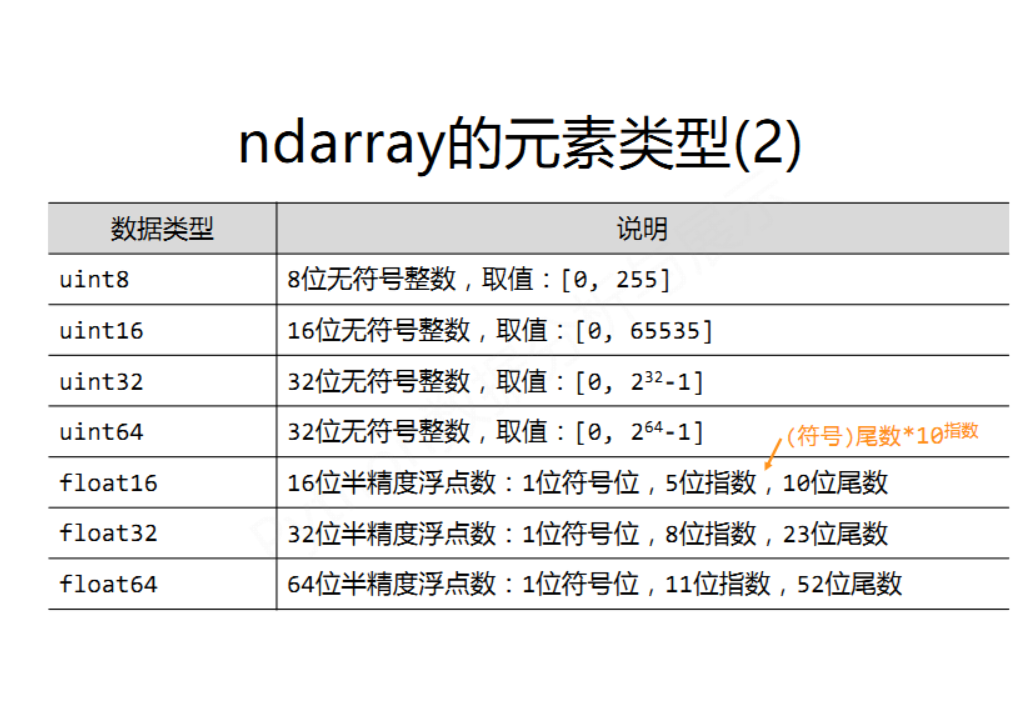 ndarray的元素类型(2)
数据类型 说明
uint8 8位无符号整数，取值：[0, 255]
uint16 16位无符号整数，取值：[0, 65535]
uint32 32位无符号整数，取值：[0, 2³²-1]
uint64 32位无符号整数，取值：[0, 2⁶⁴-1]
(符号)尾数*10指数
float16 16位半精度浮点数：1位符号位，5位指数，10位尾数
float32 32位半精度浮点数：1位符号位，8位指数，23位尾数
float64 64位半精度浮点数：1位符号位，11位指数，52位尾数